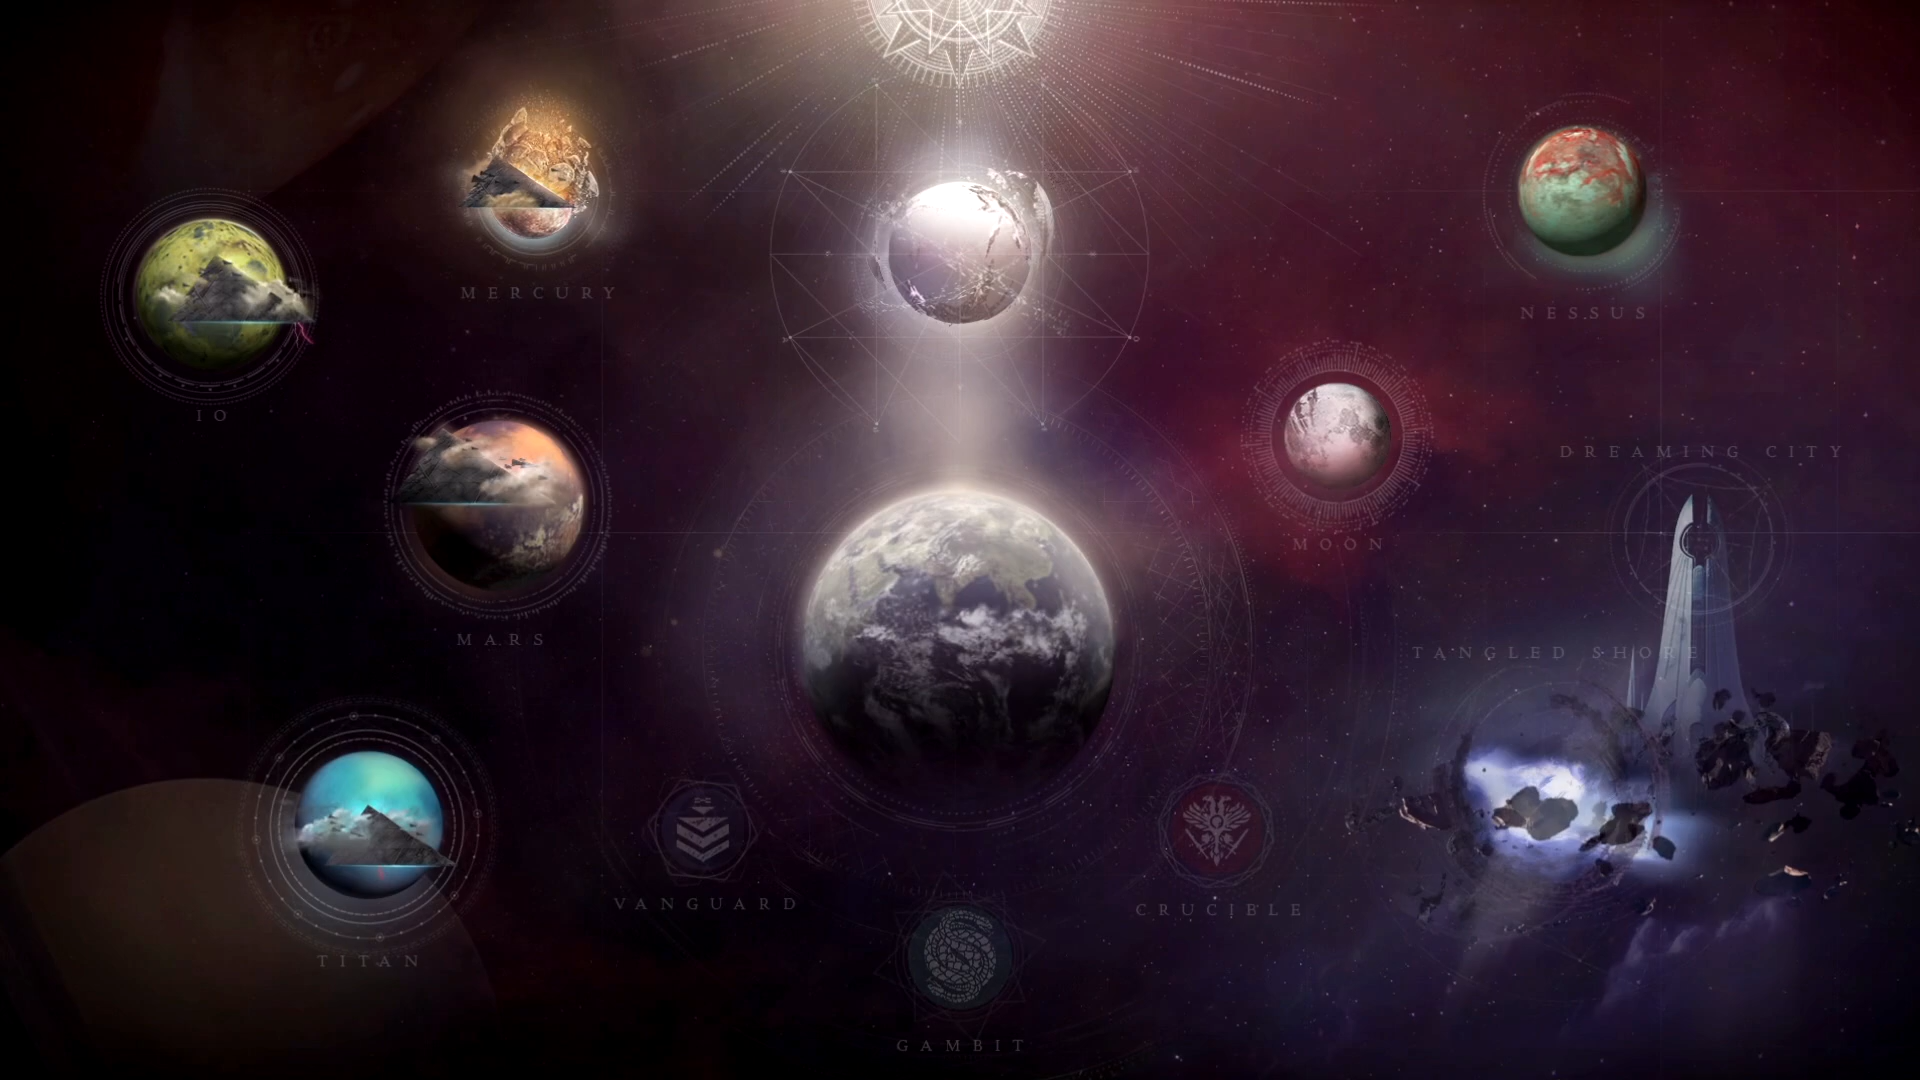 MERCURY
NESSUS
IO
DREAMING CITY
MOON
MARS
TANGLED SHORE
VANGUARD
CRUCIBLE
TITAN
GAMBIT